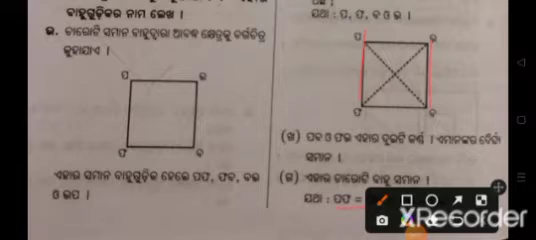 ବାହୁଗୁଡ଼ିକର ନାମ ଲେଖ ।
ଇ. ଚାରୋଟି ସମାନ ବାହୁଦ୍ୱାରା ଆବଦ୍ଧ କ୍ଷେତ୍ରକୁ ବର୍ଗଚିତ୍ର
କୁହାଯାଏ ।
ପ ଭ
ଫ ବ
ଏହାର ସମାନ ବାହୁଗୁଡ଼ିକ ହେଲେ ପଫ, ଫବ, ବଭ
ଓ ଭପ ।
ଯଥା : ପ, ଫ, ବ ଓ ଭ ।
ପ ଭ
ଫ ବ
(ଖ) ପବ ଓ ଫଭ ଏହାର ଦୁଇଟି କର୍ଣ୍ଣ । ଏମାନଙ୍କର ଦୈର୍ଘ୍ୟ
ସମାନ ।
(ଗ) ଏହାର ଚାରୋଟି ବାହୁ ସମାନ ।
ଯଥା : ପଫ =
XRecorder